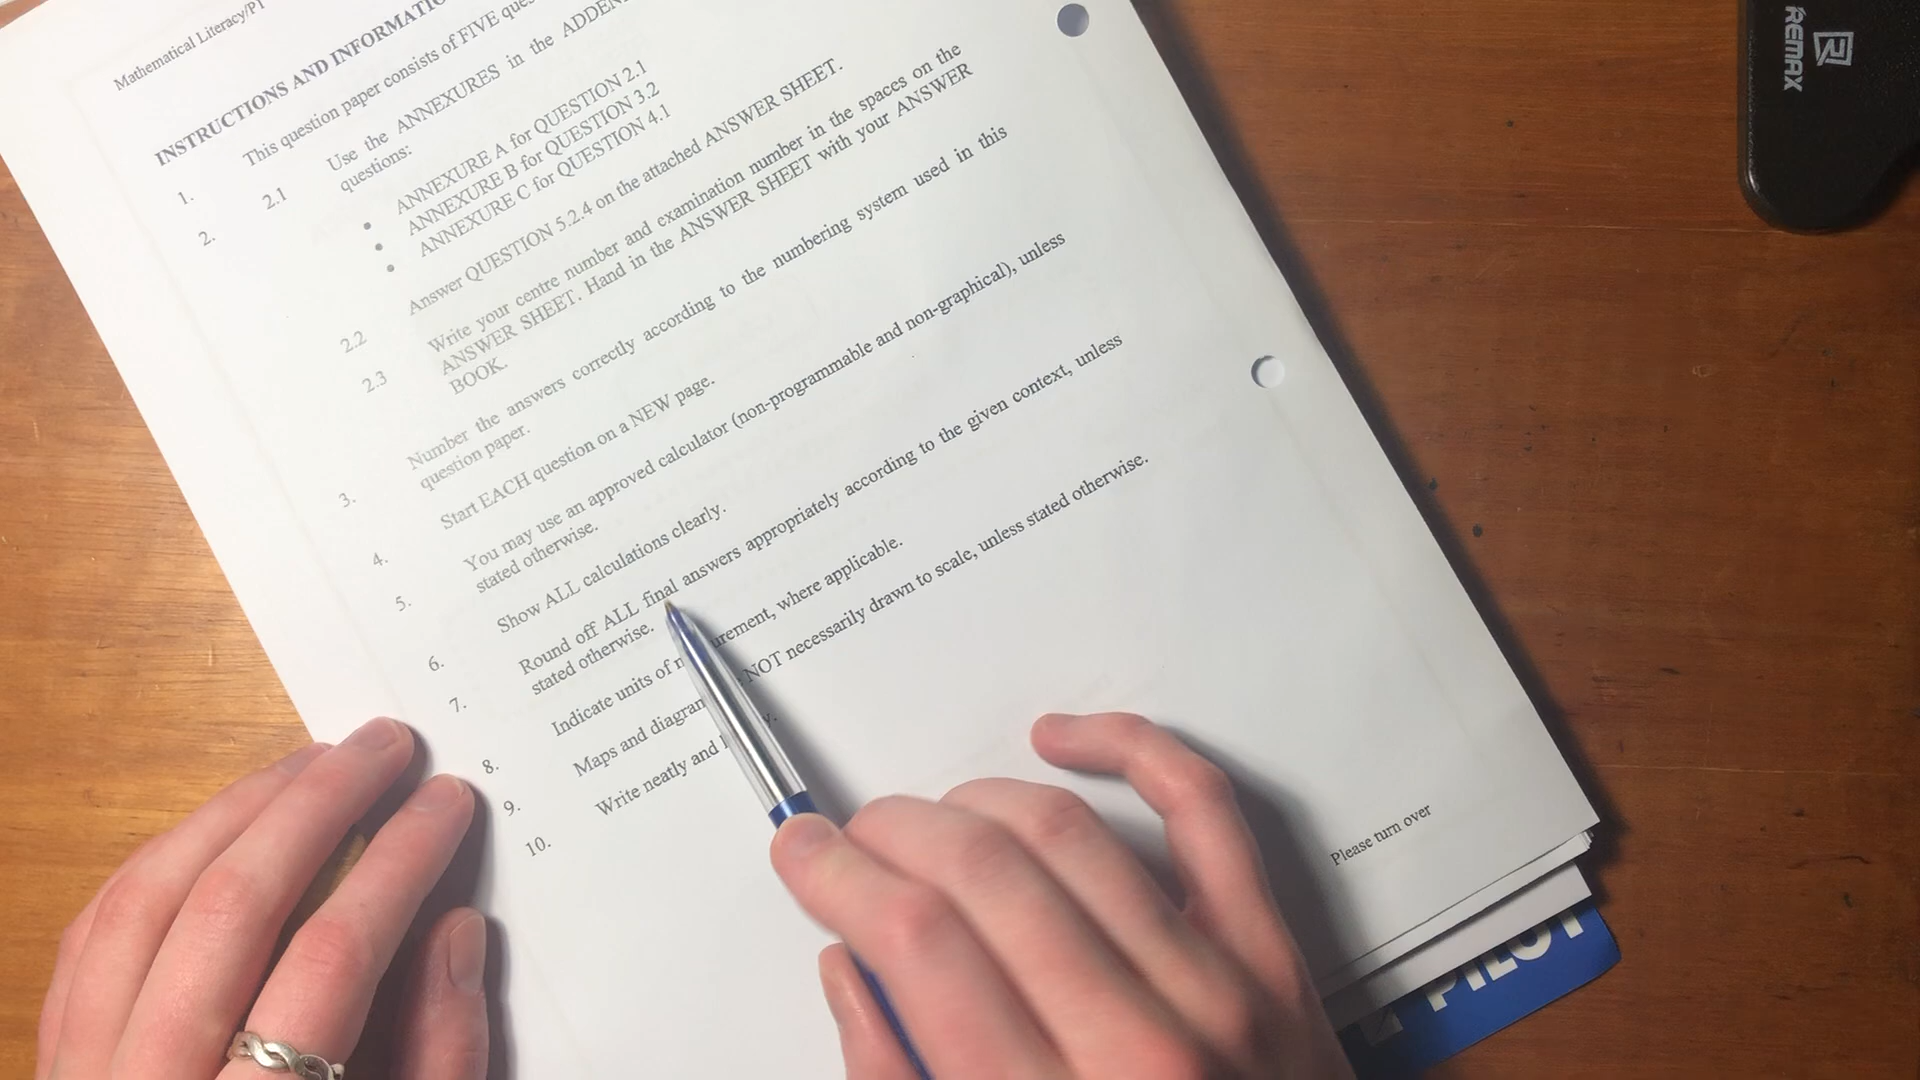 Mathematical Literacy/P1
INSTRUCTIONS AND INFORMATIO
1. This question paper consists of FIVE ques
2. 2.1 Use the ANNEXURES in the ADDEN
questions:
• ANNEXURE A for QUESTION 2.1
• ANNEXURE B for QUESTION 3.2
• ANNEXURE C for QUESTION 4.1
2.2 Answer QUESTION 5.2.4 on the attached ANSWER SHEET.
2.3 Write your centre number and examination number in the spaces on the
ANSWER SHEET. Hand in the ANSWER SHEET with your ANSWER
BOOK.
3. Number the answers correctly according to the numbering system used in this
question paper.
4. Start EACH question on a NEW page.
5. You may use an approved calculator (non-programmable and non-graphical), unless
stated otherwise.
6. Show ALL calculations clearly.
7. Round off ALL final answers appropriately according to the given context, unless
stated otherwise.
8. Indicate units of m urement, where applicable.
9. Maps and diagram NOT necessarily drawn to scale, unless stated otherwise.
10. Write neatly and l y.
Please turn over
PILOT
REMAX